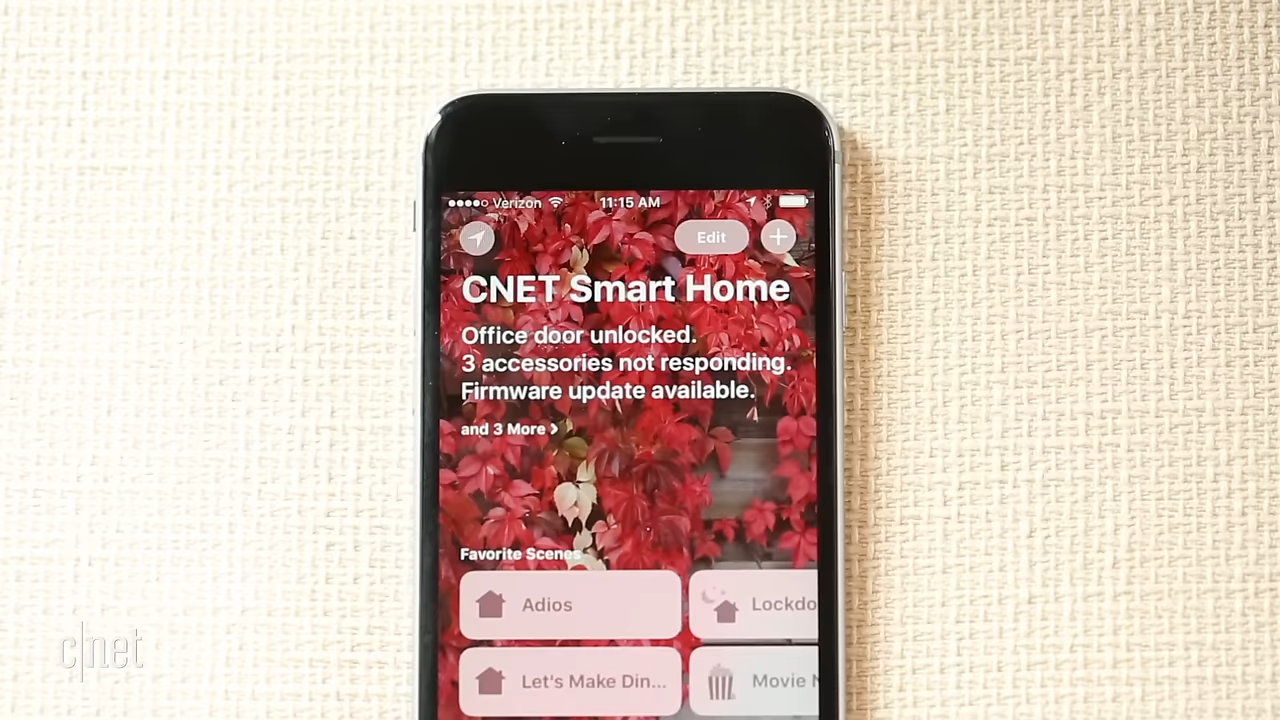 Verizon 11:15 AM
Edit
CNET Smart Home
Office door unlocked.
3 accessories not responding.
Firmware update available.
and 3 More
Favorite Scenes
Adios
Lockdo
Let's Make Din...
Movie
c|net